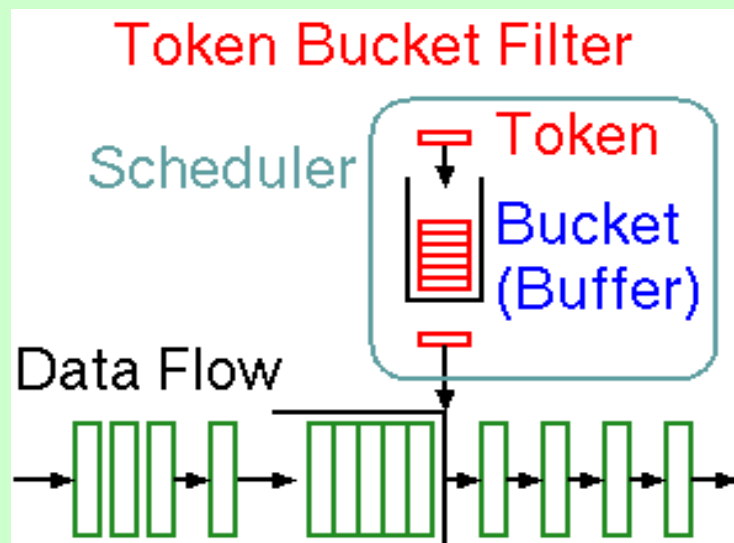 Token Bucket Filter
Token
Scheduler
Bucket
(Buffer)
Data Flow